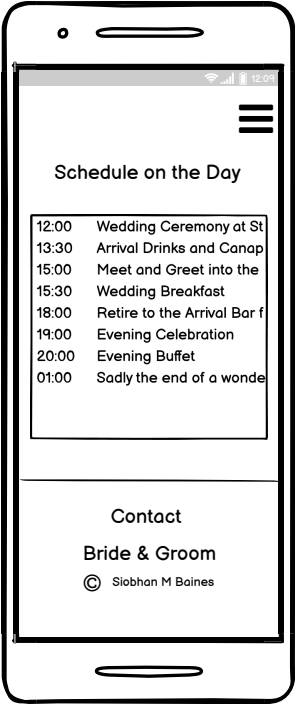 12:09
Schedule on the Day
12:00 Wedding Ceremony at St
13:30 Arrival Drinks and Canap
15:00 Meet and Greet into the
15:30 Wedding Breakfast
18:00 Retire to the Arrival Bar f
19:00 Evening Celebration
20:00 Evening Buffet
01:00 Sadly the end of a wonde
Contact
Bride & Groom
© Siobhan M Baines